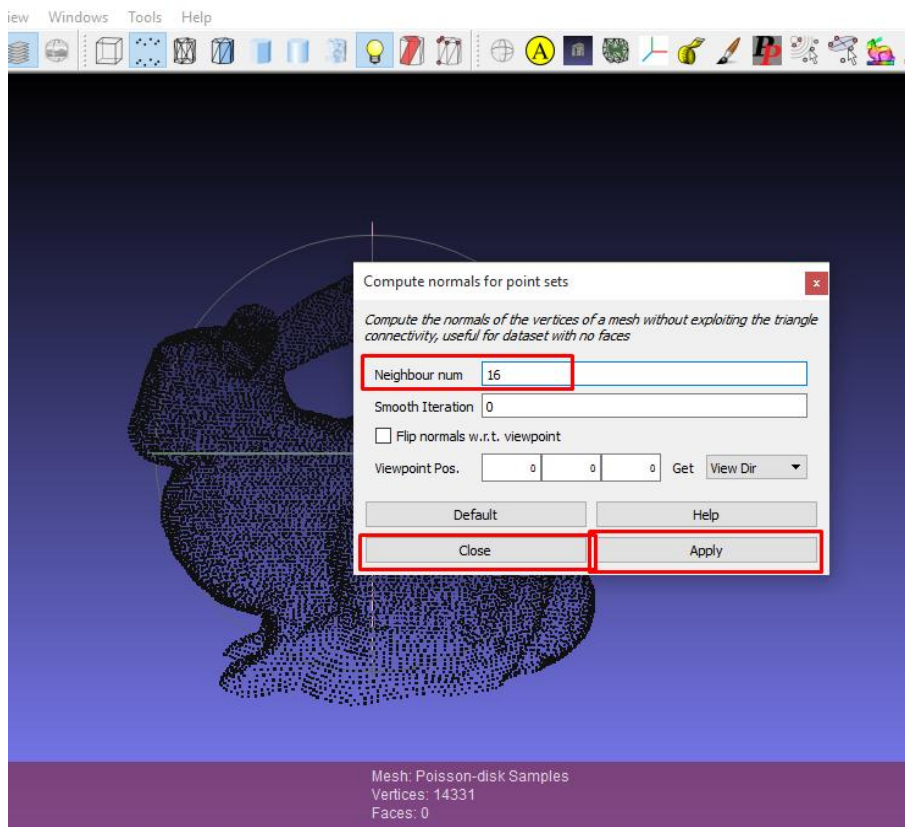 iew Windows Tools Help
A
Pp
Compute normals for point sets
x
Compute the normals of the vertices of a mesh without exploiting the triangle
connectivity, useful for dataset with no faces
Neighbour num 16
Smooth Iteration 0
Flip normals w.r.t. viewpoint
Viewpoint Pos. 0 0 0 Get View Dir
Default Help
Close Apply
Mesh: Poisson-disk Samples
Vertices: 14331
Faces: 0